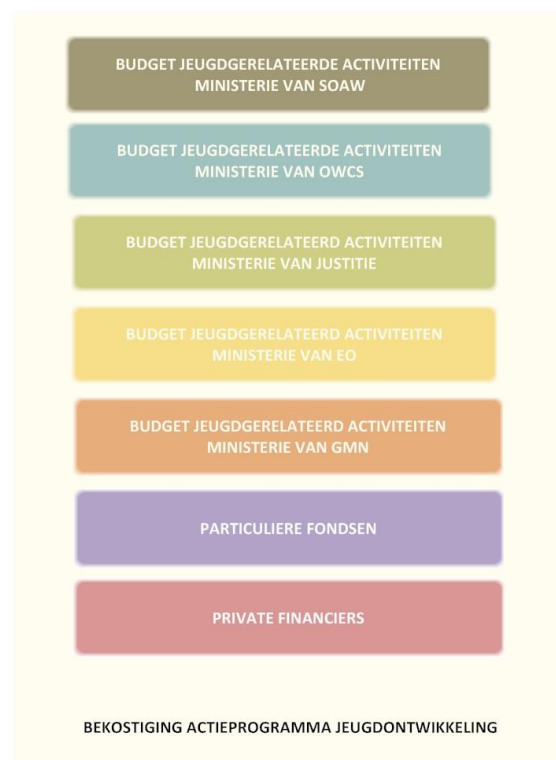 BUDGET JEUGDGERELATEERDE ACTIVITEITEN
MINISTERIE VAN SOAW
BUDGET JEUGDGERELATEERDE ACTIVITEITEN
MINISTERIE VAN OWCS
BUDGET JEUGDGERELATEERD ACTIVITEITEN
MINISTERIE VAN JUSTITIE
BUDGET JEUGDGERELATEERD ACTIVITEITEN
MINISTERIE VAN EO
BUDGET JEUGDGERELATEERD ACTIVITEITEN
MINISTERIE VAN GMN
PARTICULIERE FONDSEN
PRIVATE FINANCIERS
BEKOSTIGING ACTIEPROGRAMMA JEUGDONTWIKKELING